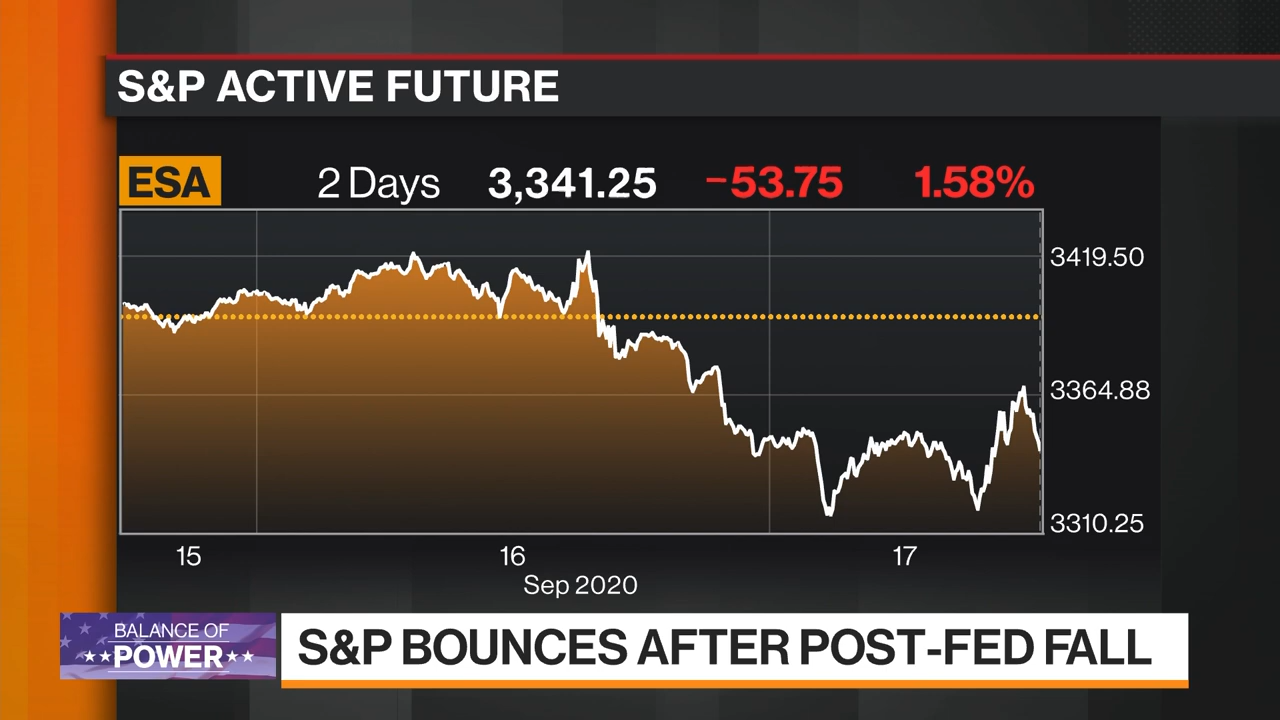 S&P ACTIVE FUTURE
ESA 2 Days 3,341.25 −53.75 1.58%
3419.50
3364.88
3310.25
15 16 17
Sep 2020
BALANCE OF
POWER
S&P BOUNCES AFTER POST-FED FALL